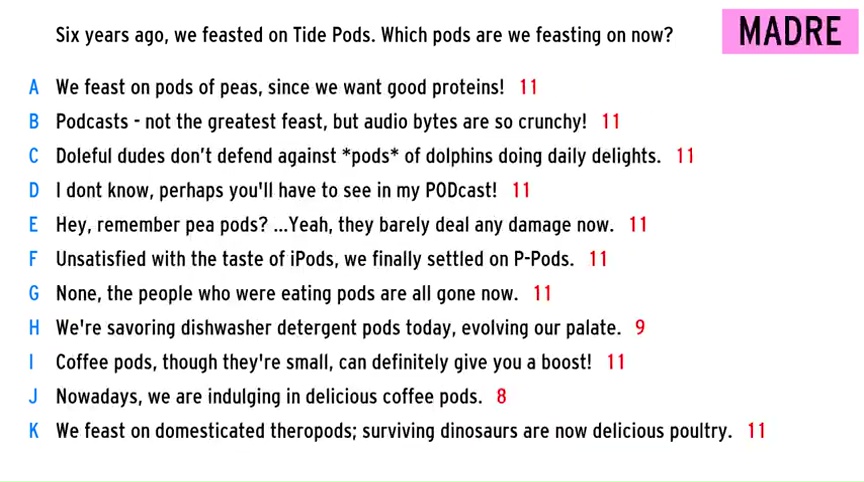 Six years ago, we feasted on Tide Pods. Which pods are we feasting on now?
MADRE
A We feast on pods of peas, since we want good proteins! 11
B Podcasts - not the greatest feast, but audio bytes are so crunchy! 11
C Doleful dudes don't defend against *pods* of dolphins doing daily delights. 11
D I dont know, perhaps you'll have to see in my PODcast! 11
E Hey, remember pea pods? ...Yeah, they barely deal any damage now. 11
F Unsatisfied with the taste of iPods, we finally settled on P-Pods. 11
G None, the people who were eating pods are all gone now. 11
H We're savoring dishwasher detergent pods today, evolving our palate. 9
I Coffee pods, though they're small, can definitely give you a boost! 11
J Nowadays, we are indulging in delicious coffee pods. 8
K We feast on domesticated theropods; surviving dinosaurs are now delicious poultry. 11